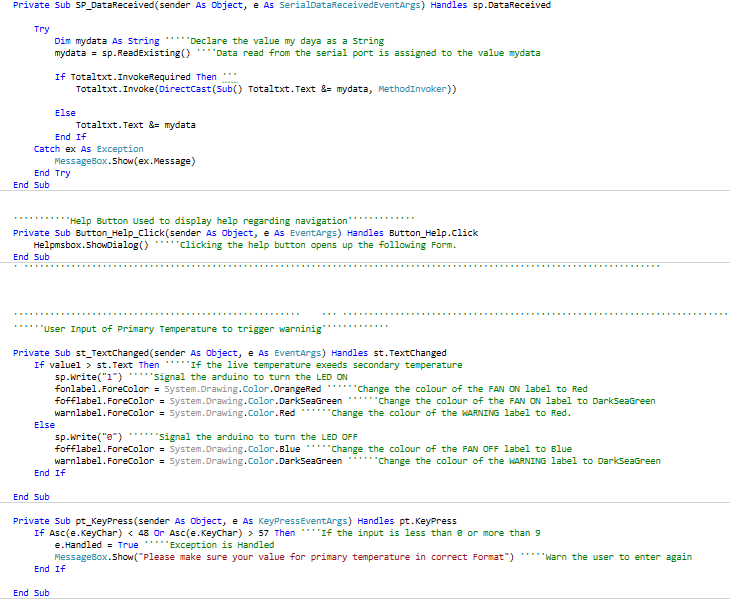 Private Sub SP_DataReceived(sender As Object, e As SerialDataReceivedEventArgs) Handles sp.DataReceived
Try
Dim mydata As String '''''Declare the value my daya as a String
mydata = sp.ReadExisting() ''''Data read from the serial port is assigned to the value mydata
If Totaltxt.InvokeRequired Then '''
Totaltxt.Invoke(DirectCast(Sub() Totaltxt.Text &= mydata, MethodInvoker))
Else
Totaltxt.Text &= mydata
End If
Catch ex As Exception
MessageBox.Show(ex.Message)
End Try
End Sub
'''''''''''Help Button Used to display help regarding navigation'''''''''''''
Private Sub Button_Help_Click(sender As Object, e As EventArgs) Handles Button_Help.Click
Helpmsbox.ShowDialog() '''''Clicking the help button opens up the following Form.
End Sub
''''''User Input of Primary Temperature to trigger warninig'''''''''''''
Private Sub st_TextChanged(sender As Object, e As EventArgs) Handles st.TextChanged
If value1 > st.Text Then '''''If the live temperature exeeds secondary temperature
sp.Write("1") '''''Signal the arduino to turn the LED ON
fonlabel.ForeColor = System.Drawing.Color.OrangeRed ''''''Change the colour of the FAN ON label to Red
fofflabel.ForeColor = System.Drawing.Color.DarkSeaGreen ''''''Change the colour of the FAN ON label to DarkSeaGreen
warnlabel.ForeColor = System.Drawing.Color.Red ''''''Change the colour of the WARNING label to Red.
Else
sp.Write("0") ''''''Signal the arduino to turn the LED OFF
fofflabel.ForeColor = System.Drawing.Color.Blue '''''Change the colour of the FAN OFF label to Blue
warnlabel.ForeColor = System.Drawing.Color.DarkSeaGreen ''''''Change the colour of the WARNING label to DarkSeaGreen
End If
End Sub
Private Sub pt_KeyPress(sender As Object, e As KeyPressEventArgs) Handles pt.KeyPress
If Asc(e.KeyChar) < 48 Or Asc(e.KeyChar) > 57 Then ''''If the input is less than 0 or more than 9
e.Handled = True '''''Exception is Handled
MessageBox.Show("Please make sure your value for primary temperature in correct Format") '''''Warn the user to enter again
End If
End Sub